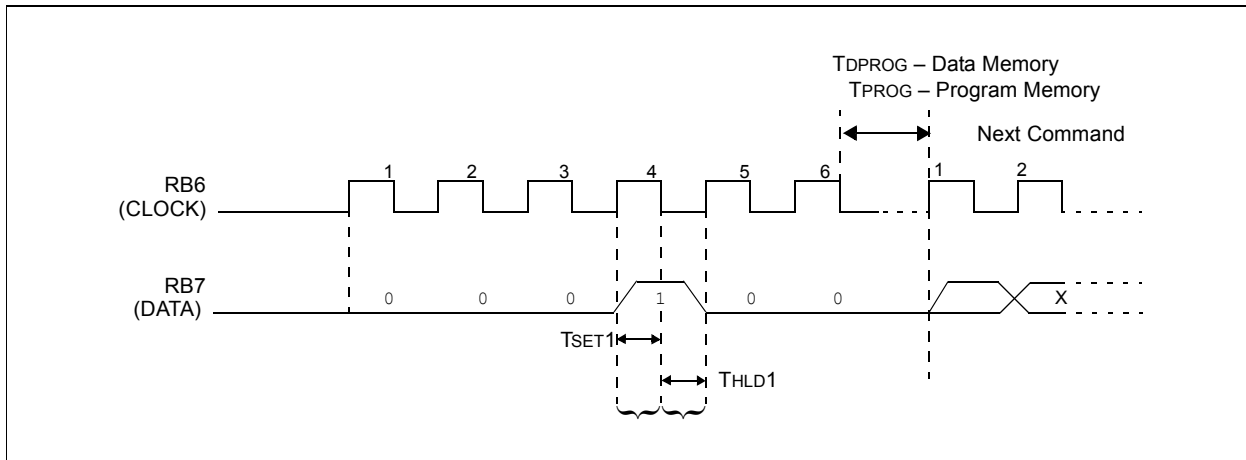 TDPROG – Data Memory
TPROG – Program Memory
Next Command
1 2 3 4 5 6 1 2
RB6
(CLOCK)
RB7
(DATA)
0 0 0 1 0 0 X
TSET1
THLD1